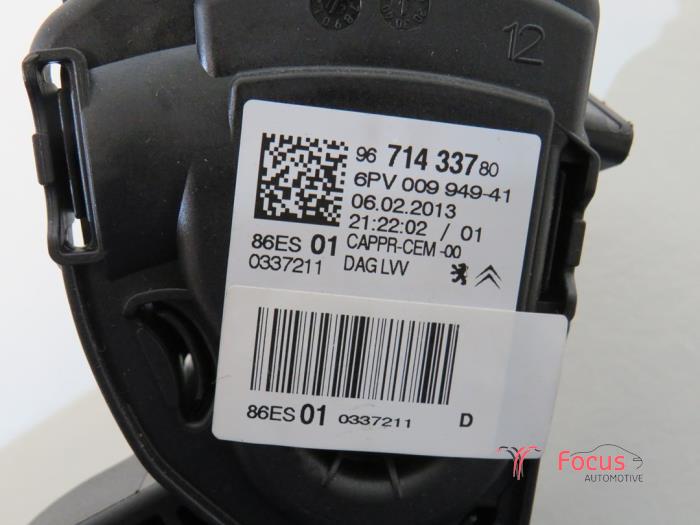 12
96 714 337 80
6PV 009 949-41
06.02.2013
21:22:02 / 01
86ES 01 CAPPR-CEM -00
0337211 DAG LVV
86ES 01 0337211 D
Focus
AUTOMOTIVE